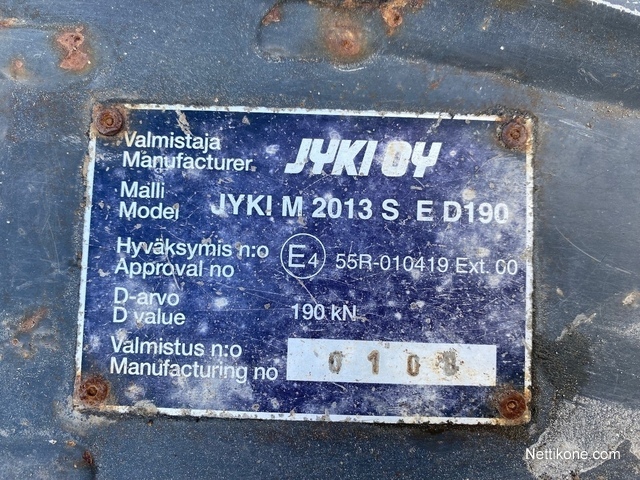 Valmistaja
Manufacturer
JYKI OY
Malli
Model
JYKI M 2013 S E D190
Hyväksymis n:o
Approval no
E4 55R-010419 Ext. 00
D-arvo
D value
190 kN
Valmistus n:o
Manufacturing no
Nettikone.com